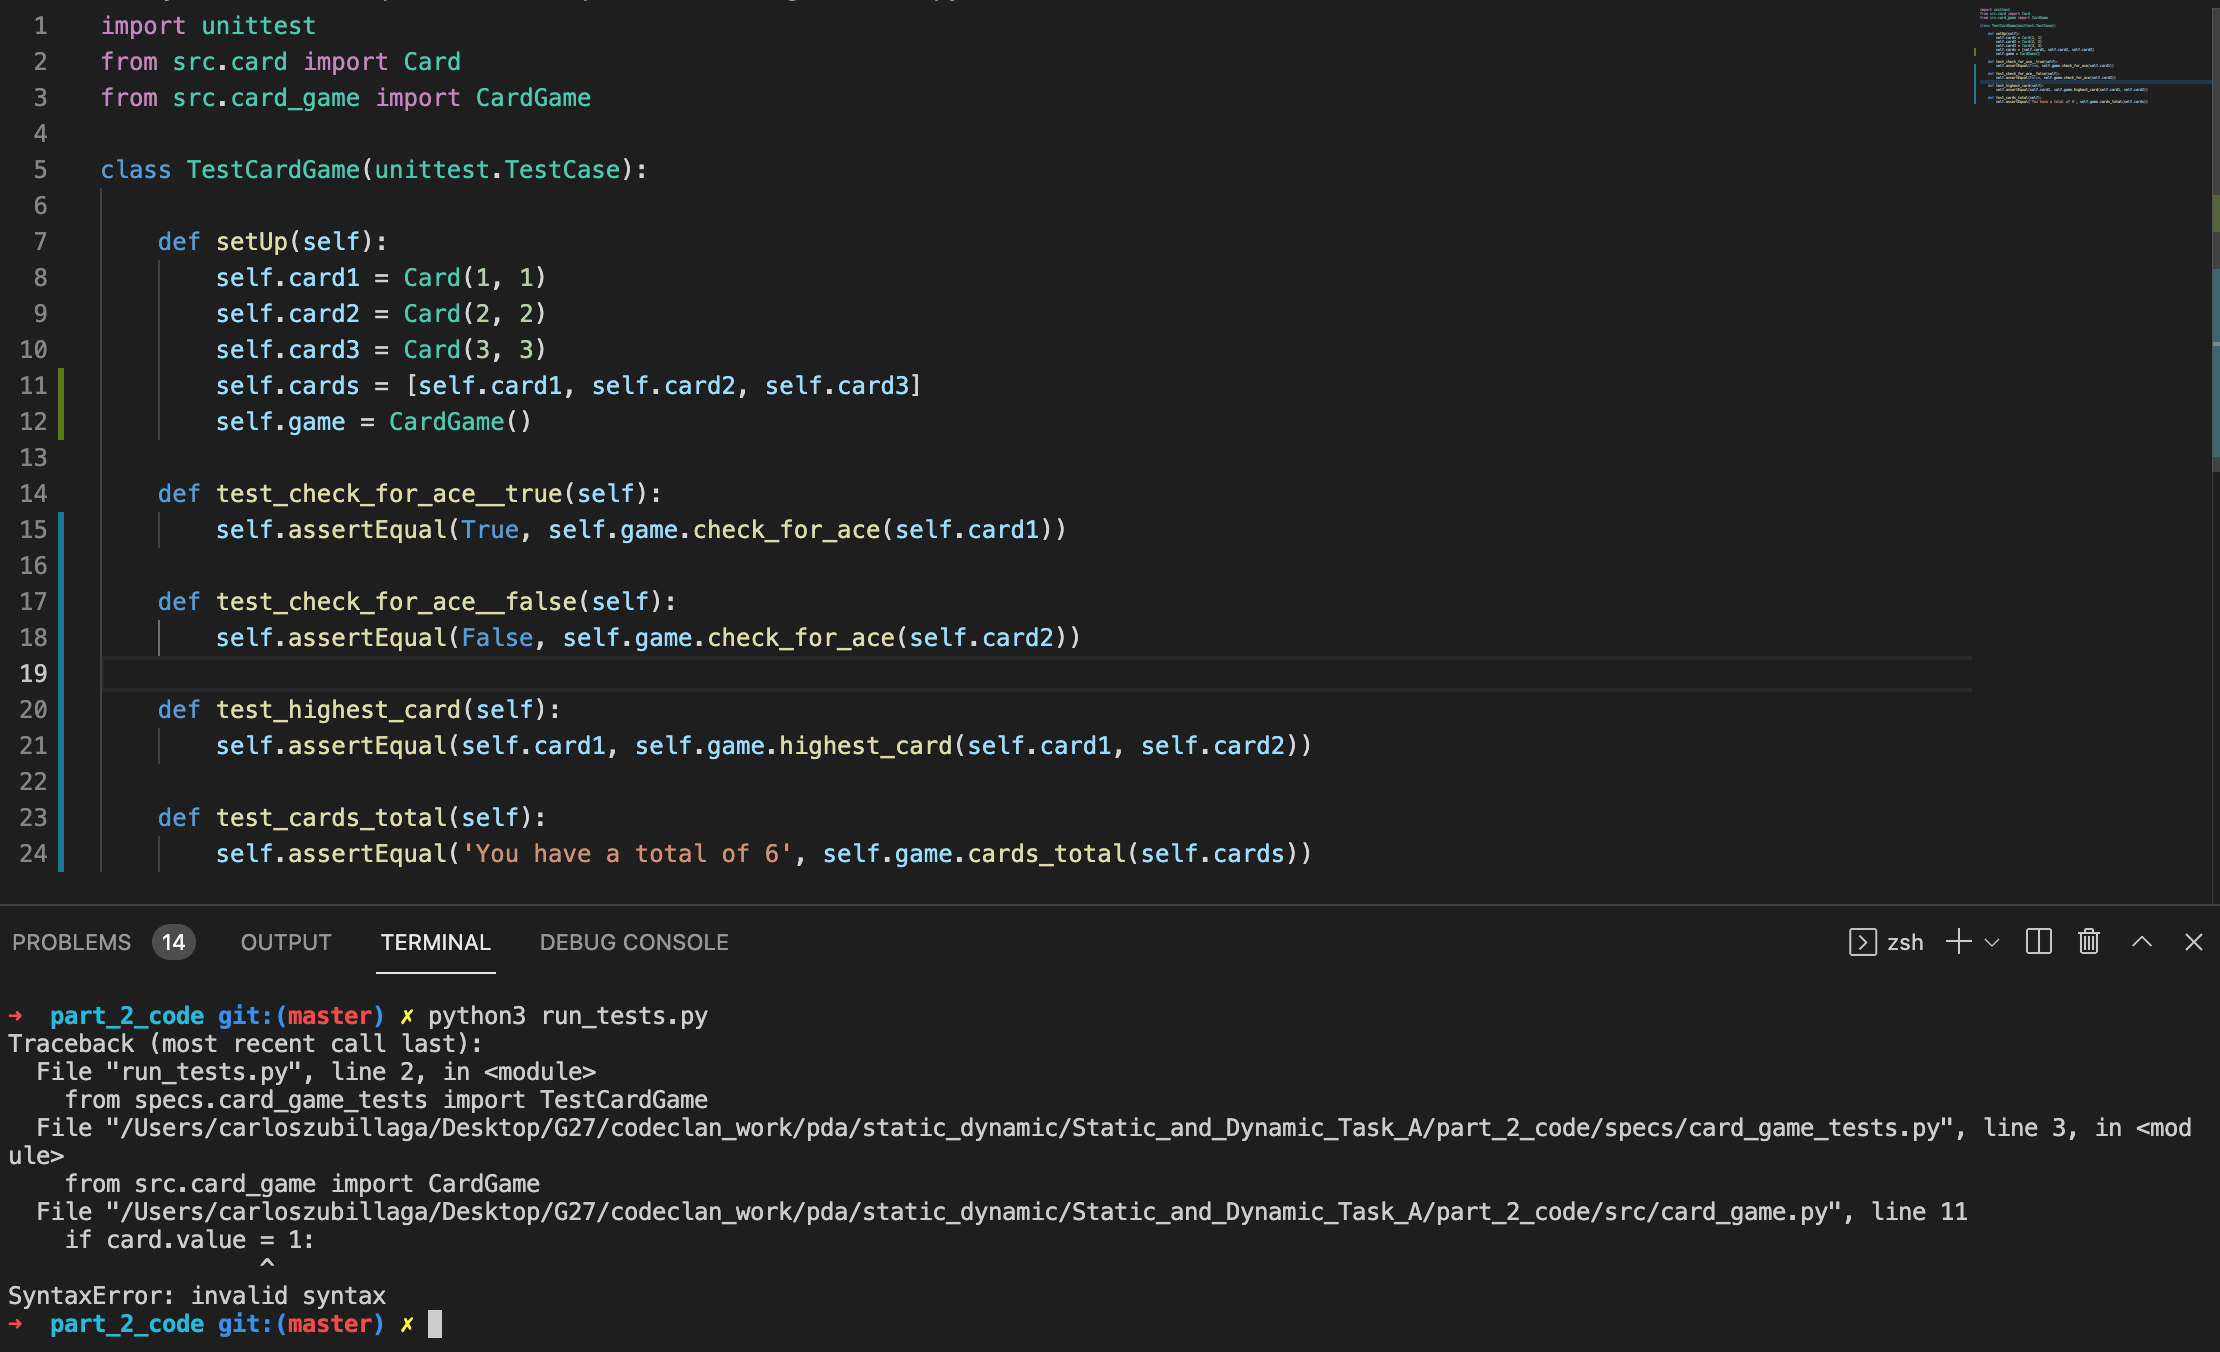 1 import unittest
2 from src.card import Card
3 from src.card_game import CardGame
4
5 class TestCardGame(unittest.TestCase):
6
7     def setUp(self):
8         self.card1 = Card(1, 1)
9         self.card2 = Card(2, 2)
10         self.card3 = Card(3, 3)
11         self.cards = [self.card1, self.card2, self.card3]
12         self.game = CardGame()
13
14     def test_check_for_ace__true(self):
15         self.assertEqual(True, self.game.check_for_ace(self.card1))
16
17     def test_check_for_ace__false(self):
18         self.assertEqual(False, self.game.check_for_ace(self.card2))
19
20     def test_highest_card(self):
21         self.assertEqual(self.card1, self.game.highest_card(self.card1, self.card2))
22
23     def test_cards_total(self):
24         self.assertEqual('You have a total of 6', self.game.cards_total(self.cards))
PROBLEMS 14 OUTPUT TERMINAL DEBUG CONSOLE zsh
➜  part_2_code git:(master) ✗ python3 run_tests.py
Traceback (most recent call last):
  File "run_tests.py", line 2, in <module>
    from specs.card_game_tests import TestCardGame
  File "/Users/carloszubillaga/Desktop/G27/codeclan_work/pda/static_dynamic/Static_and_Dynamic_Task_A/part_2_code/specs/card_game_tests.py", line 3, in <mod
ule>
    from src.card_game import CardGame
  File "/Users/carloszubillaga/Desktop/G27/codeclan_work/pda/static_dynamic/Static_and_Dynamic_Task_A/part_2_code/src/card_game.py", line 11
    if card.value = 1:
                  ^
SyntaxError: invalid syntax
➜  part_2_code git:(master) ✗